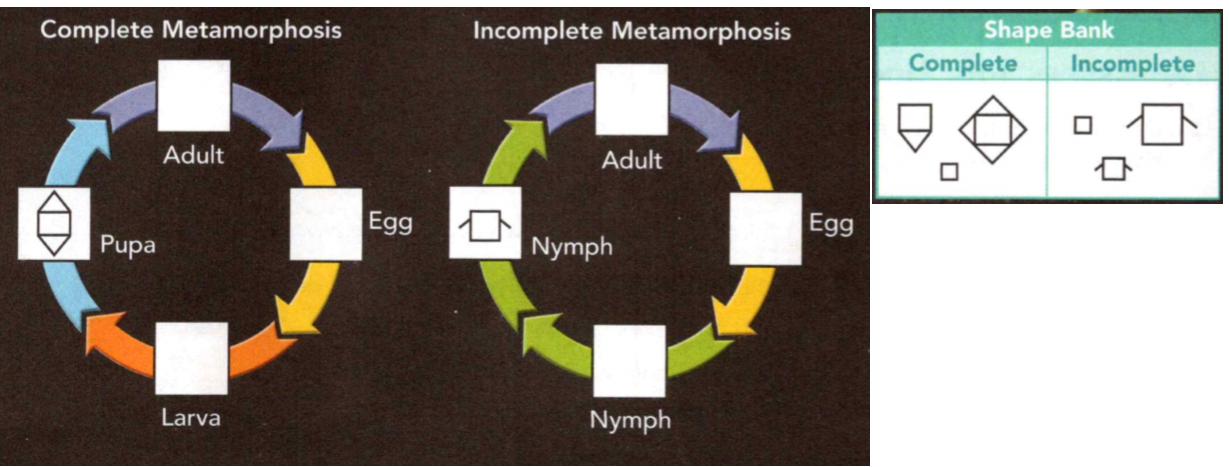 Complete Metamorphosis
Adult
Egg
Pupa
Larva
Incomplete Metamorphosis
Adult
Egg
Nymph
Nymph
Shape Bank
Complete Incomplete